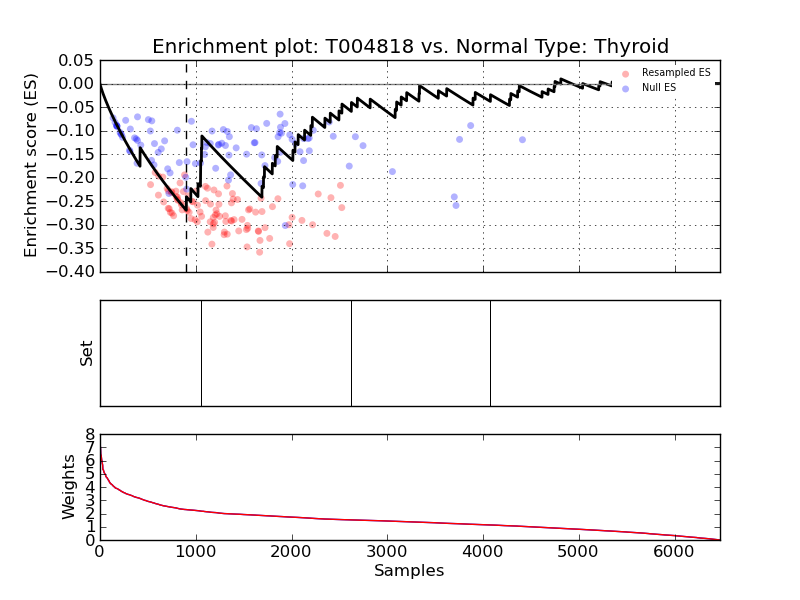 Enrichment plot: T004818 vs. Normal Type: Thyroid
Enrichment score (ES)
0.05
0.00
−0.05
−0.10
−0.15
−0.20
−0.25
−0.30
−0.35
−0.40
Resampled ES
Null ES
Set
Weights
8
7
6
5
4
3
2
1
0
0 1000 2000 3000 4000 5000 6000
Samples